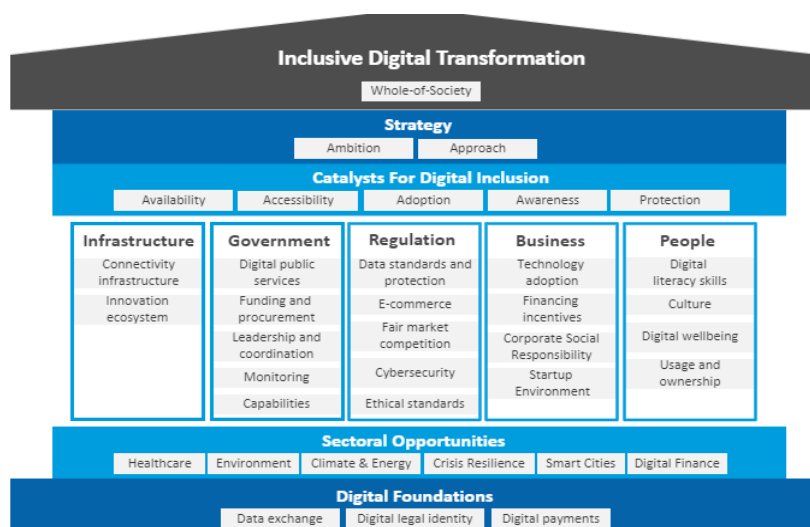 Inclusive Digital Transformation
Whole-of-Society
Strategy
Ambition
Approach
Catalysts For Digital Inclusion
Availability
Accessibility
Adoption
Awareness
Protection
Infrastructure
Connectivity
infrastructure
Innovation
ecosystem
Government
Digital public
services
Funding and
procurement
Leadership and
coordination
Monitoring
Capabilities
Regulation
Data standards and
protection
E-commerce
Fair market
competition
Cybersecurity
Ethical standards
Business
Technology
adoption
Financing
incentives
Corporate Social
Responsibility
Startup
Environment
People
Digital
literacy skills
Culture
Digital wellbeing
Usage and
ownership
Sectoral Opportunities
Healthcare
Environment
Climate & Energy
Crisis Resilience
Smart Cities
Digital Finance
Digital Foundations
Data exchange
Digital legal identity
Digital payments